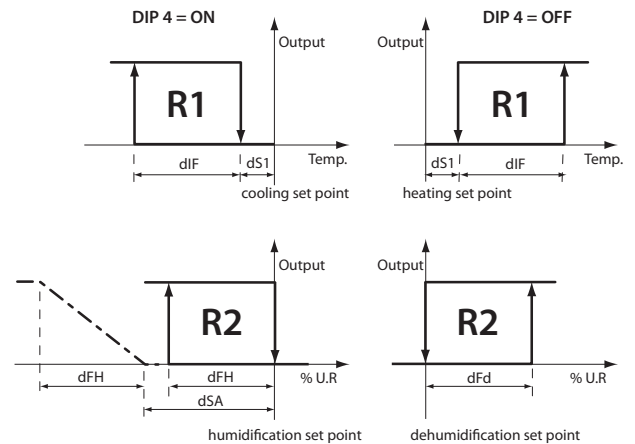 DIP 4 = ON
DIP 4 = OFF
Output
Output
R1
R1
dIF
dS1
Temp.
dS1
dIF
Temp.
cooling set point
heating set point
Output
Output
R2
R2
dFH
dFH
% U.R
dFd
% U.R
dSA
humidification set point
dehumidification set point